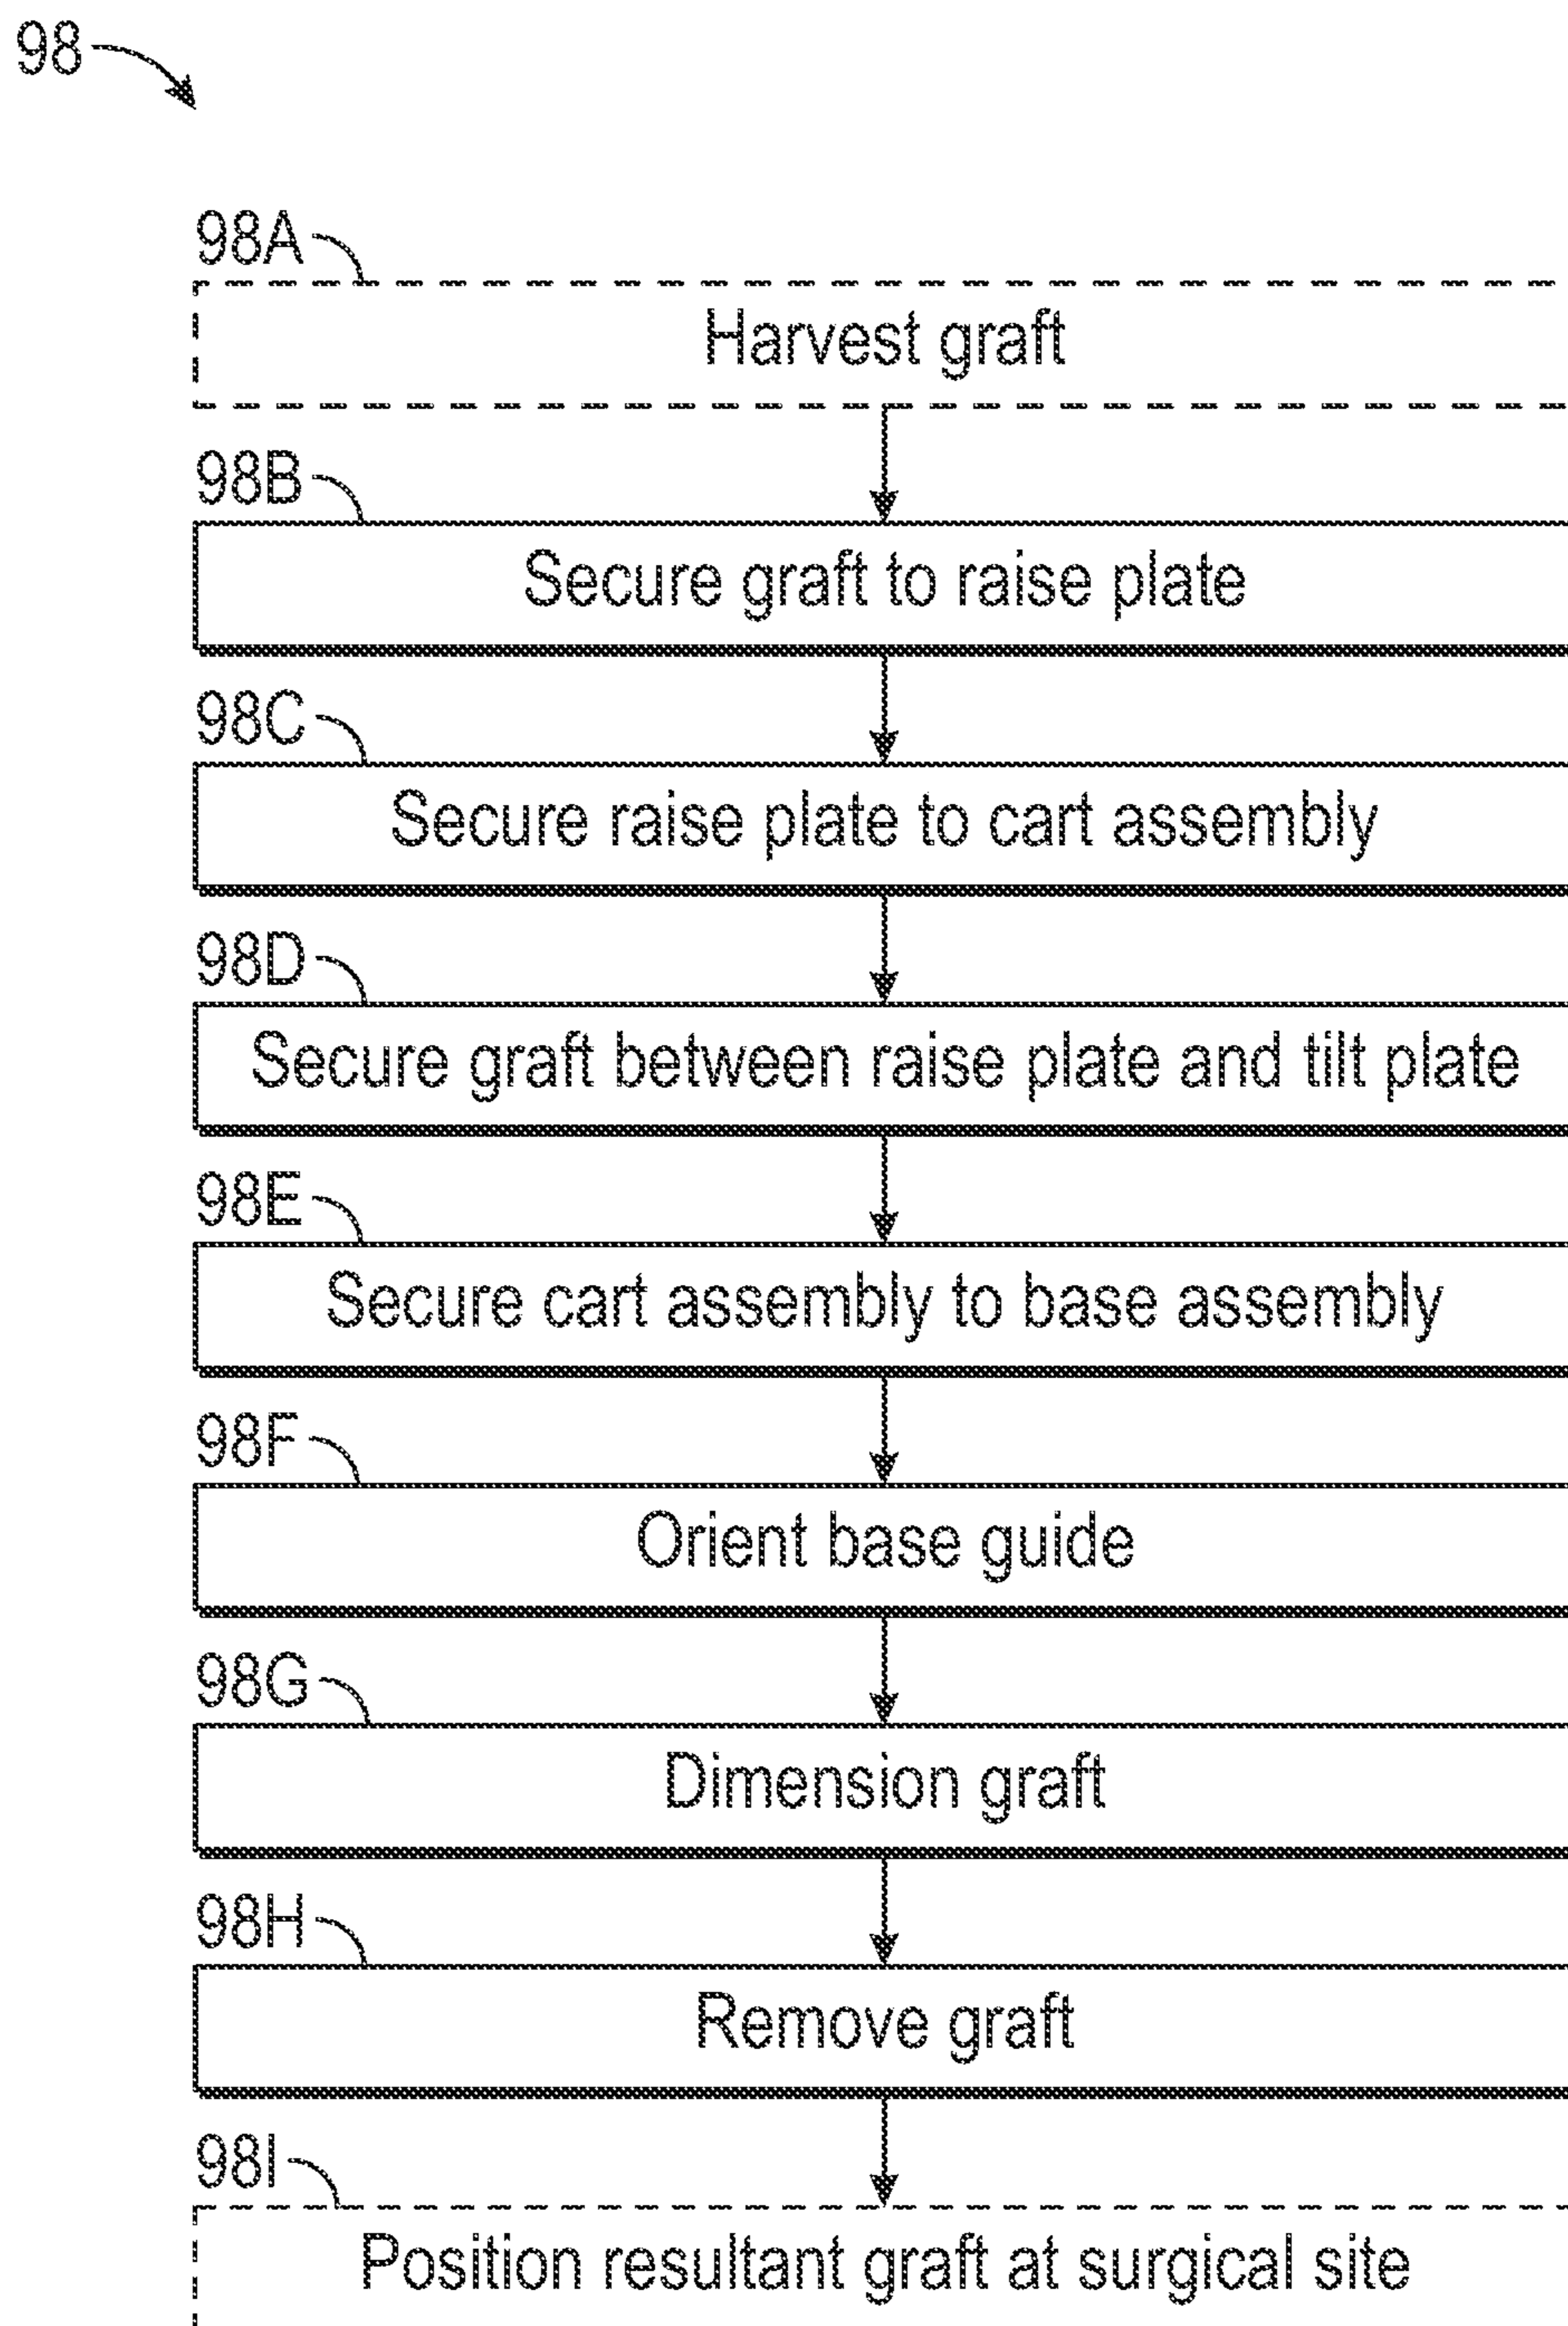 98
98A
Harvest graft
98B
Secure graft to raise plate
98C
Secure raise plate to cart assembly
98D
Secure graft between raise plate and tilt plate
98E
Secure cart assembly to base assembly
98F
Orient base guide
98G
Dimension graft
98H
Remove graft
98I
Position resultant graft at surgical site